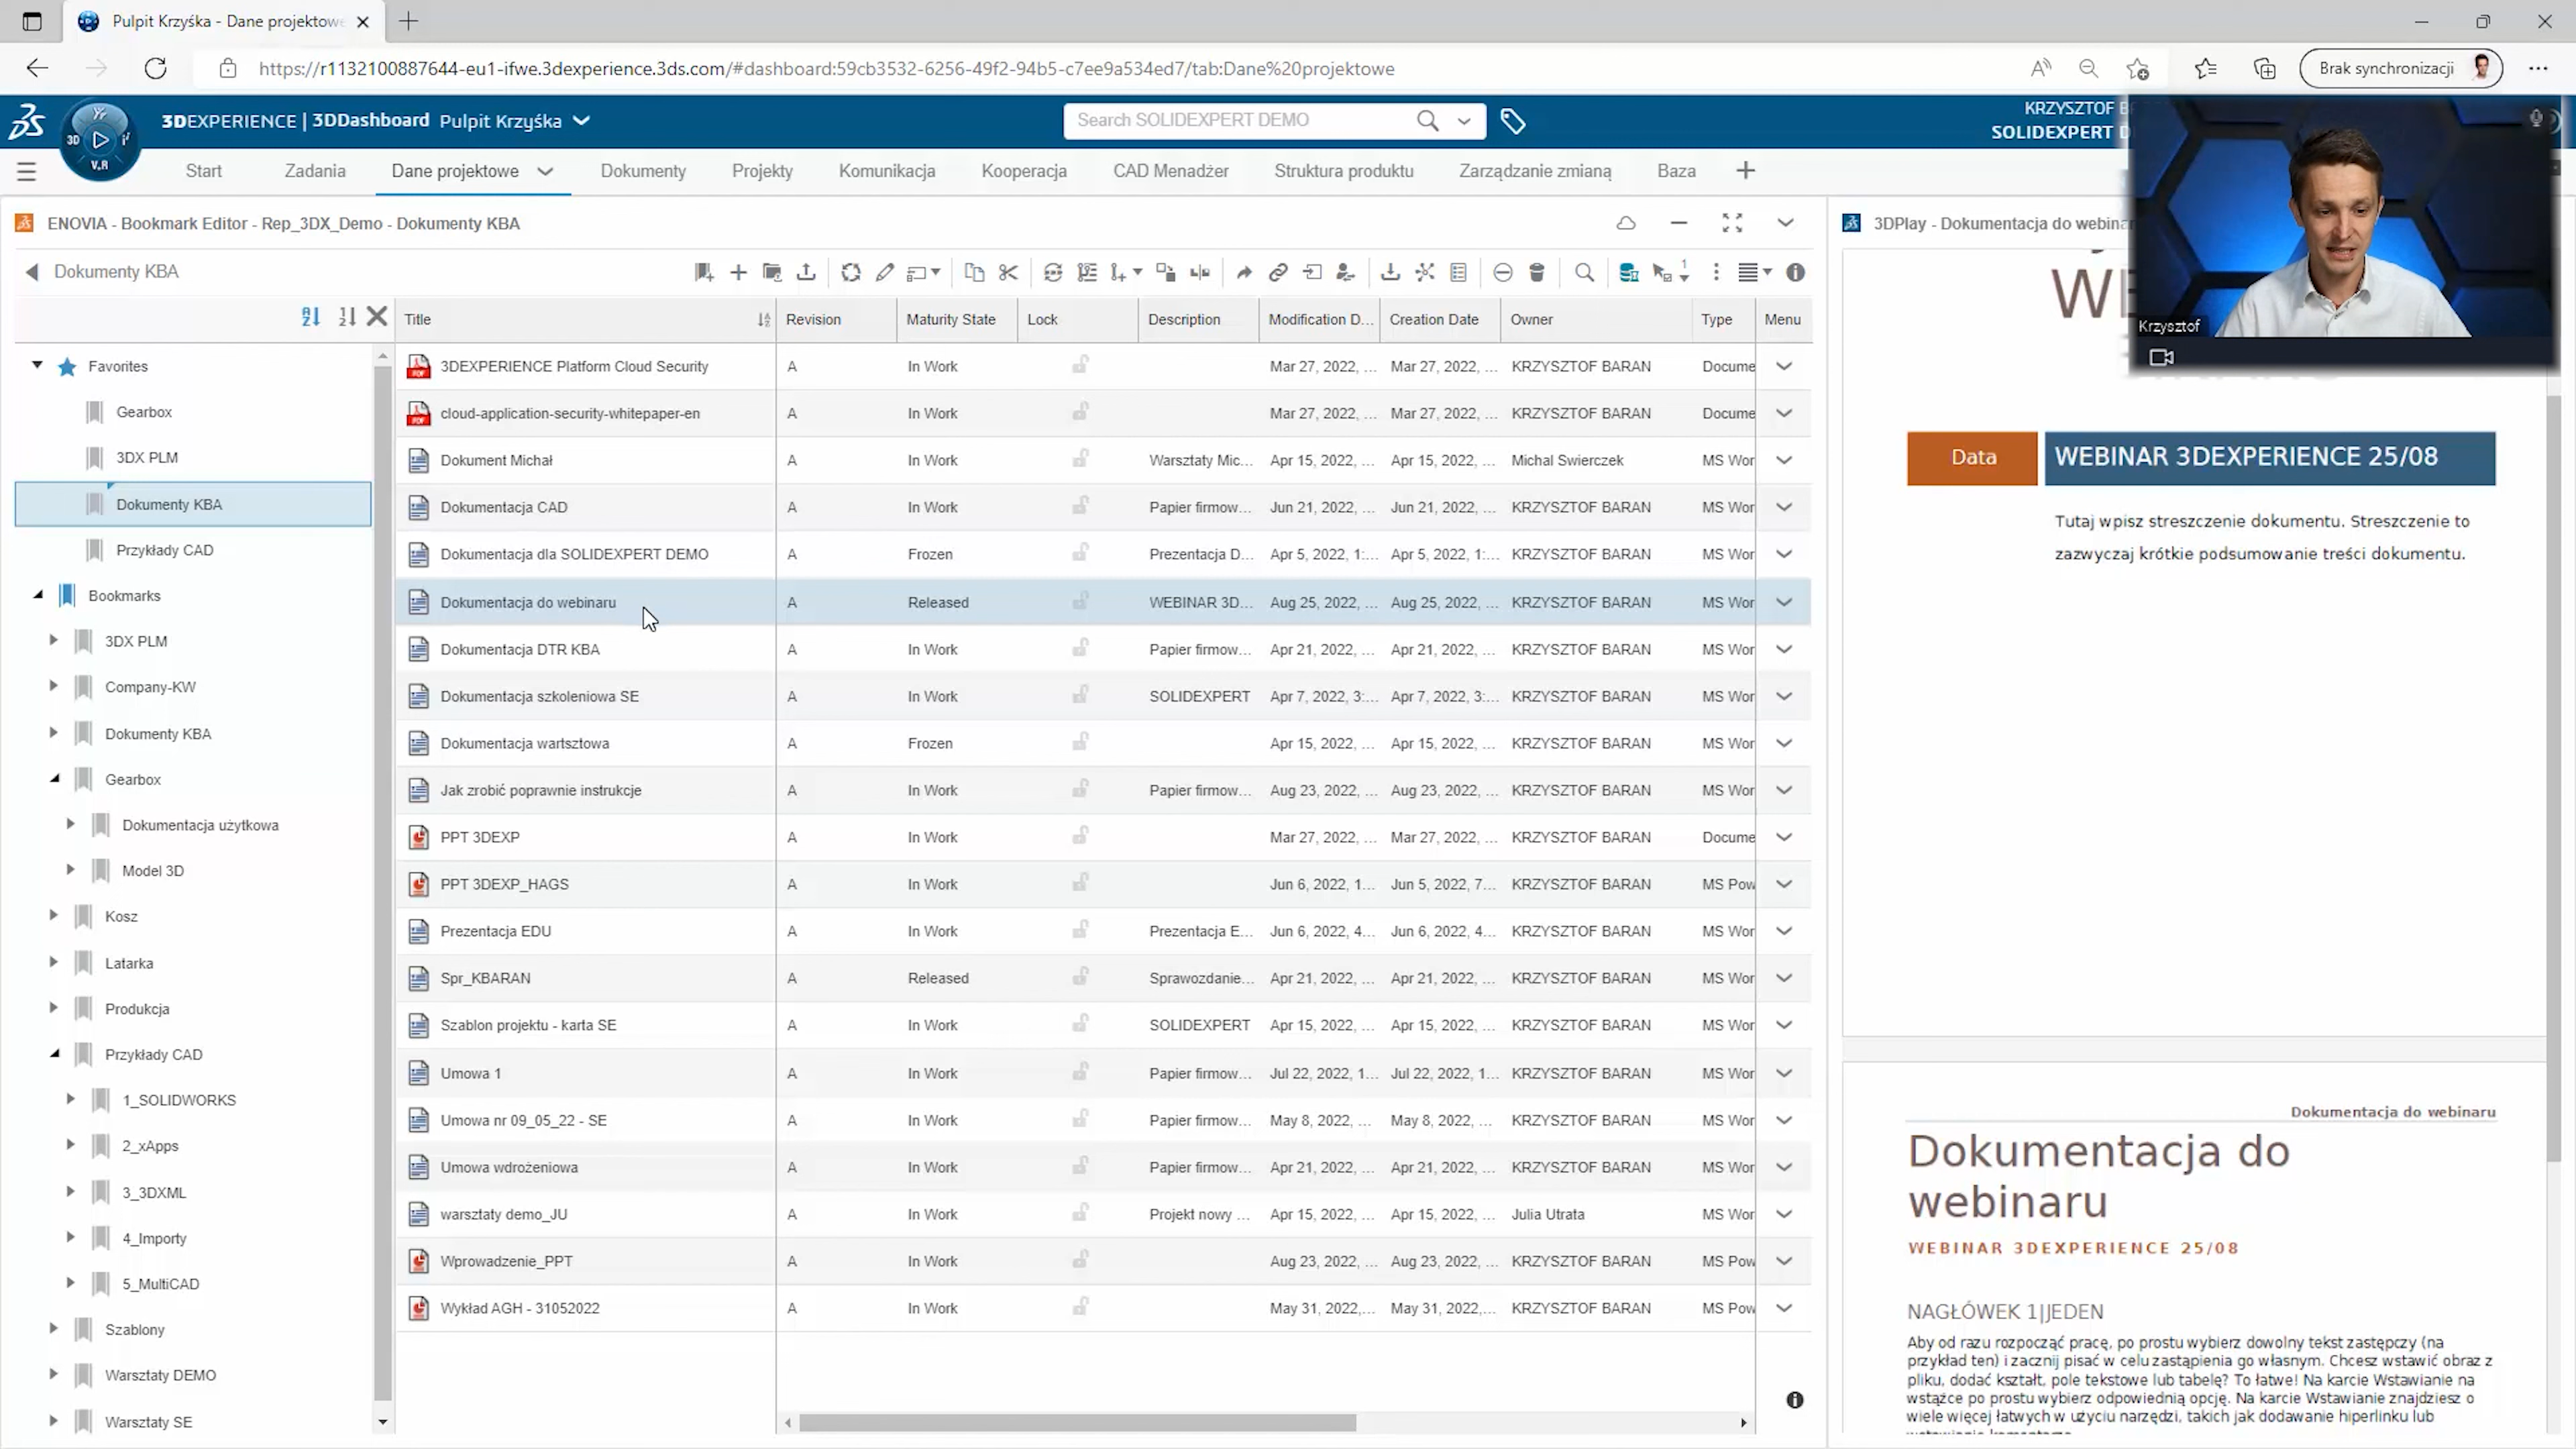 Pulpit Krzyśka - Dane projektowe
https://r1132100887644-eu1-ifwe.3dexperience.3ds.com/#dashboard:59cb3532-6256-49f2-94b5-c7ee9a534ed7/tab:Dane%20projektowe
Brak synchronizacji
3D
V.R
3DEXPERIENCE | 3DDashboard Pulpit Krzyśka
Search SOLIDEXPERT DEMO
KRZYSZTOF B
SOLIDEXPERT D
Start
Zadania
Dane projektowe
Dokumenty
Projekty
Komunikacja
Kooperacja
CAD Menadżer
Struktura produktu
Zarządzanie zmianą
Baza
ENOVIA - Bookmark Editor - Rep_3DX_Demo - Dokumenty KBA
Dokumenty KBA
Favorites
Gearbox
3DX PLM
Dokumenty KBA
Przykłady CAD
Bookmarks
3DX PLM
Company-KW
Dokumenty KBA
Gearbox
Dokumentacja użytkowa
Model 3D
Kosz
Latarka
Produkcja
Przykłady CAD
1_SOLIDWORKS
2_xApps
3_3DXML
4_Importy
5_MultiCAD
Szablony
Warsztaty DEMO
Warsztaty SE
Title Revision Maturity State Lock Description Modification D... Creation Date Owner Type Menu
3DEXPERIENCE Platform Cloud Security A In Work Mar 27, 2022, ... Mar 27, 2022, ... KRZYSZTOF BARAN Docume
cloud-application-security-whitepaper-en A In Work Mar 27, 2022, ... Mar 27, 2022, ... KRZYSZTOF BARAN Docume
Dokument Michał A In Work Warsztaty Mic... Apr 15, 2022, ... Apr 15, 2022, ... Michal Swierczek MS Wor
Dokumentacja CAD A In Work Papier firmow... Jun 21, 2022, ... Jun 21, 2022, ... KRZYSZTOF BARAN MS Wor
Dokumentacja dla SOLIDEXPERT DEMO A Frozen Prezentacja D... Apr 5, 2022, 1:... Apr 5, 2022, 1:... KRZYSZTOF BARAN MS Wor
Dokumentacja do webinaru A Released WEBINAR 3D... Aug 25, 2022, ... Aug 25, 2022, ... KRZYSZTOF BARAN MS Wor
Dokumentacja DTR KBA A In Work Papier firmow... Apr 21, 2022, ... Apr 21, 2022, ... KRZYSZTOF BARAN MS Wor
Dokumentacja szkoleniowa SE A In Work SOLIDEXPERT Apr 7, 2022, 3:... Apr 7, 2022, 3:... KRZYSZTOF BARAN MS Wor
Dokumentacja wartsztowa A Frozen Apr 15, 2022, ... Apr 15, 2022, ... KRZYSZTOF BARAN MS Wor
Jak zrobić poprawnie instrukcje A In Work Papier firmow... Aug 23, 2022, ... Aug 23, 2022, ... KRZYSZTOF BARAN MS Wor
PPT 3DEXP A In Work Mar 27, 2022, ... Mar 27, 2022, ... KRZYSZTOF BARAN Docume
PPT 3DEXP_HAGS A In Work Jun 6, 2022, 1... Jun 5, 2022, 7... KRZYSZTOF BARAN MS Pow
Prezentacja EDU A In Work Prezentacja E... Jun 6, 2022, 4... Jun 6, 2022, 4... KRZYSZTOF BARAN MS Wor
Spr_KBARAN A Released Sprawozdanie... Apr 21, 2022, ... Apr 21, 2022, ... KRZYSZTOF BARAN MS Wor
Szablon projektu - karta SE A In Work SOLIDEXPERT Apr 15, 2022, ... Apr 15, 2022, ... KRZYSZTOF BARAN MS Wor
Umowa 1 A In Work Papier firmow... Jul 22, 2022, 1... Jul 22, 2022, 1... KRZYSZTOF BARAN MS Wor
Umowa nr 09_05_22 - SE A In Work Papier firmow... May 8, 2022, ... May 8, 2022, ... KRZYSZTOF BARAN MS Wor
Umowa wdrożeniowa A In Work Papier firmow... Apr 21, 2022, ... Apr 21, 2022, ... KRZYSZTOF BARAN MS Wor
warsztaty demo_JU A In Work Projekt nowy ... Apr 15, 2022, ... Apr 15, 2022, ... Julia Utrata MS Wor
Wprowadzenie_PPT A In Work Aug 23, 2022, ... Aug 23, 2022, ... KRZYSZTOF BARAN MS Pow
Wykład AGH - 31052022 A In Work May 31, 2022,... May 31, 2022,... KRZYSZTOF BARAN MS Pow
3DPlay - Dokumentacja do webinar
Krzysztof
Data
WEBINAR 3DEXPERIENCE 25/08
Tutaj wpisz streszczenie dokumentu. Streszczenie to
zazwyczaj krótkie podsumowanie treści dokumentu.
Dokumentacja do webinaru
Dokumentacja do
webinaru
WEBINAR 3DEXPERIENCE 25/08
NAGŁÓWEK 1|JEDEN
Aby od razu rozpocząć pracę, po prostu wybierz dowolny tekst zastępczy (na
przykład ten) i zacznij pisać w celu zastąpienia go własnym. Chcesz wstawić obraz z
pliku, dodać kształt, pole tekstowe lub tabelę? To łatwe! Na karcie Wstawianie na
wstążce po prostu wybierz odpowiednią opcję. Na karcie Wstawianie znajdziesz o
wiele więcej łatwych w użyciu narzędzi, takich jak dodawanie hiperlinku lub